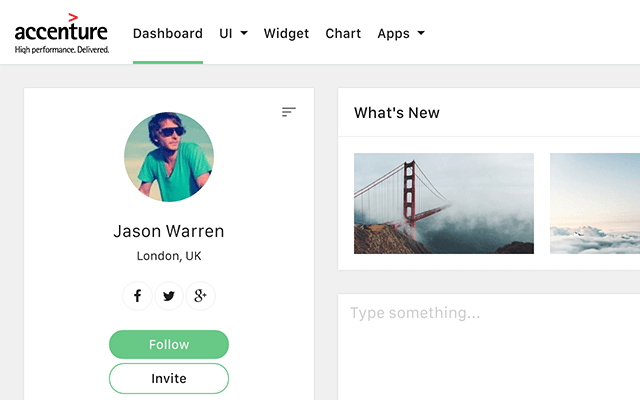 accenture
High performance. Delivered.
Dashboard UI Widget Chart Apps
What's New
Jason Warren
London, UK
Follow
Invite
Type something...